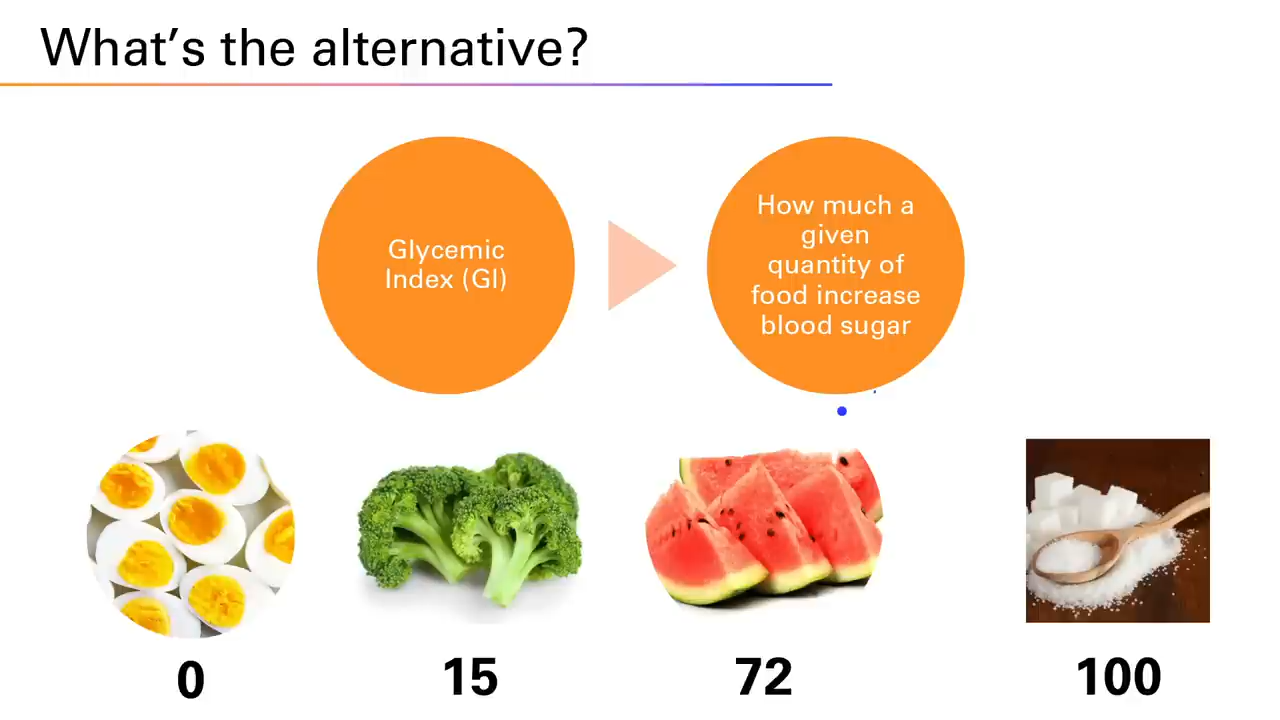 What's the alternative?
Glycemic
Index (GI)
How much a
given
quantity of
food increase
blood sugar
0
15
72
100